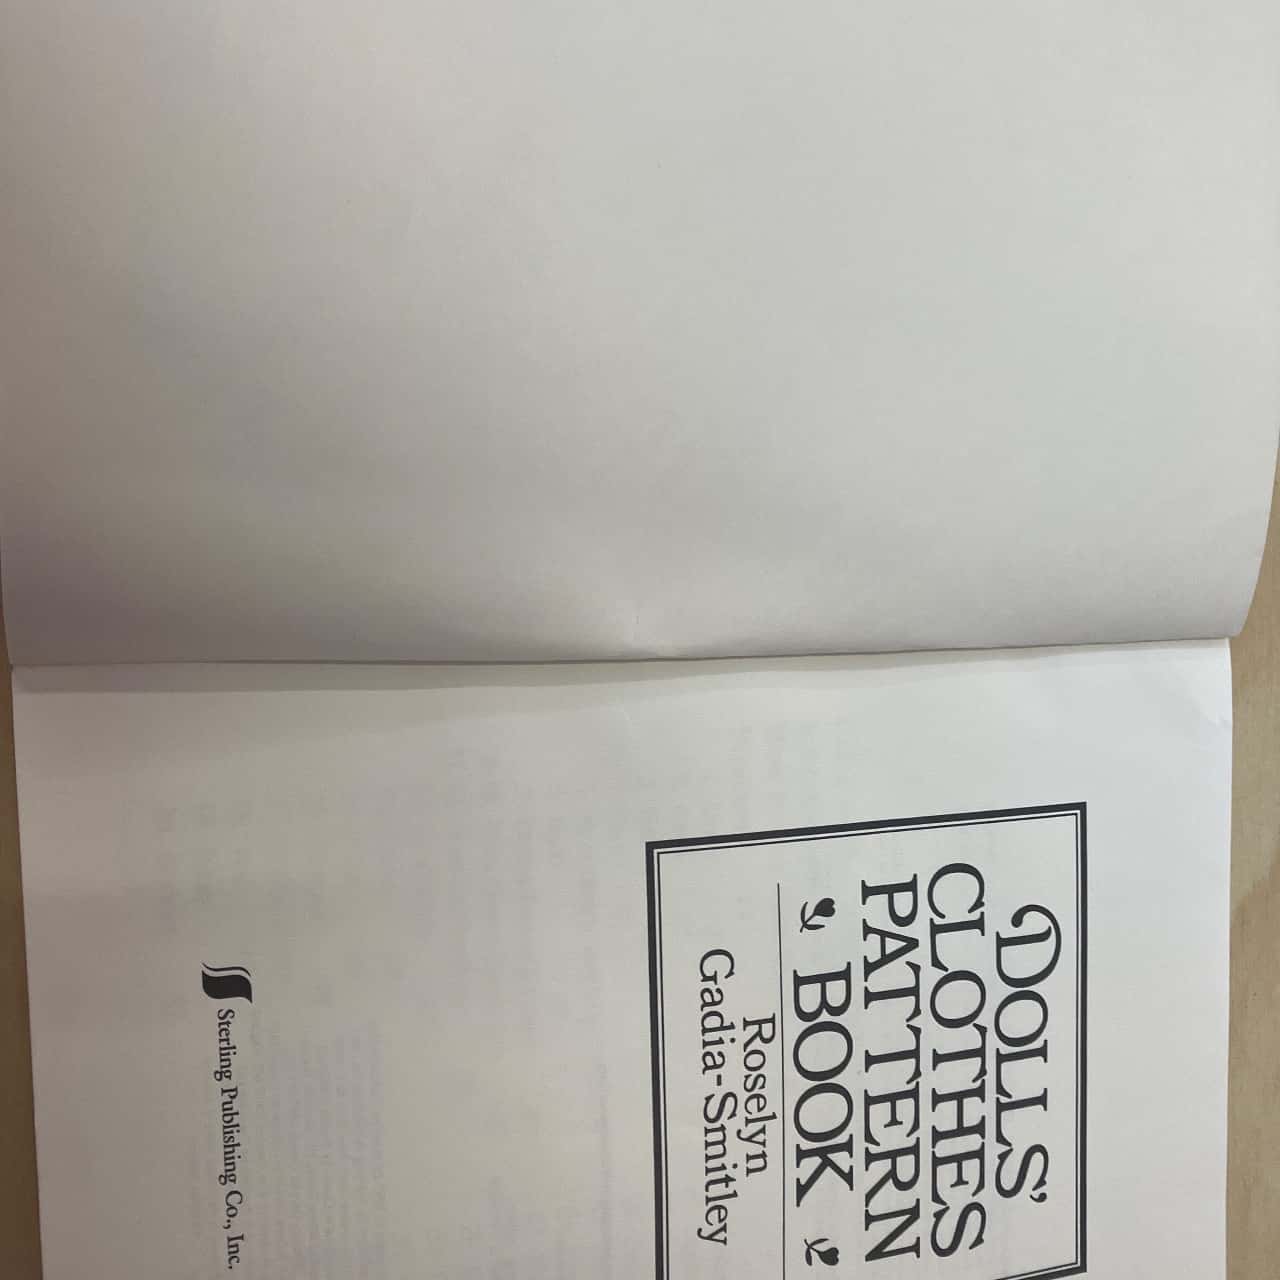 DOLLS'
CLOTHES
PATTERN
BOOK
Roselyn
Gadia-Smitley
Sterling Publishing Co., Inc.